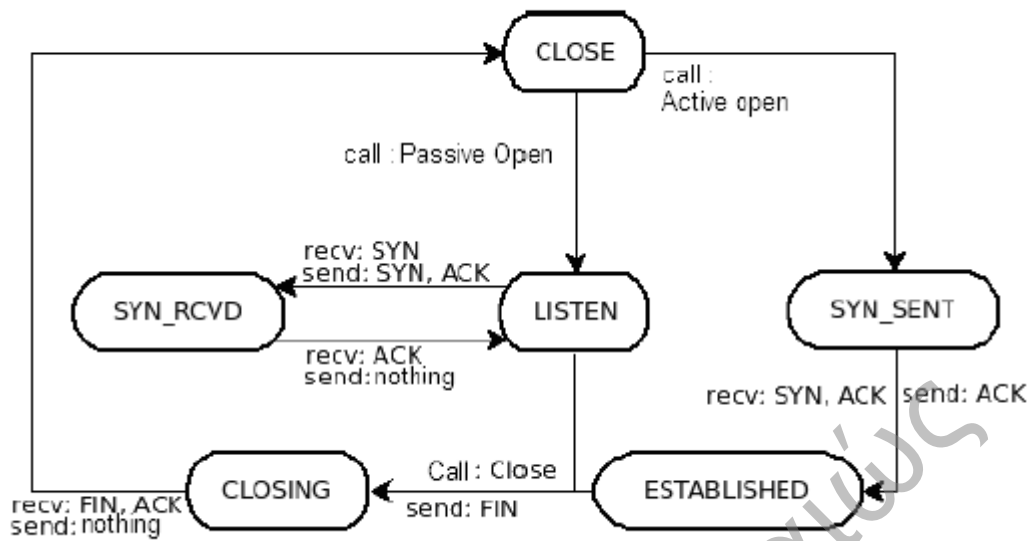 CLOSE
call :
Active open
call : Passive Open
recv: SYN
send: SYN, ACK
SYN_RCVD
LISTEN
SYN_SENT
recv: ACK
send:nothing
recv: SYN, ACK
send: ACK
Call : Close
CLOSING
ESTABLISHED
send: FIN
recv: FIN, ACK
send:nothing